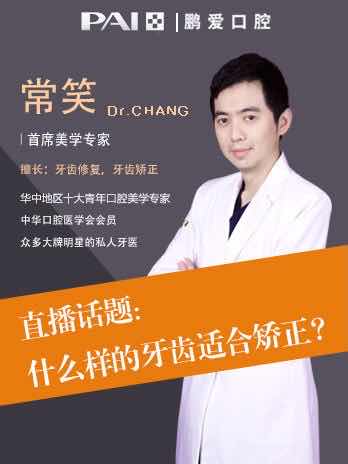 PAI 鹏爱口腔
常笑 Dr.CHANG
首席美学专家
擅长：牙齿修复，牙齿矫正
华中地区十大青年口腔美学专家
中华口腔医学会会员
众多大牌明星的私人牙医
直播话题:
什么样的牙齿适合矫正?